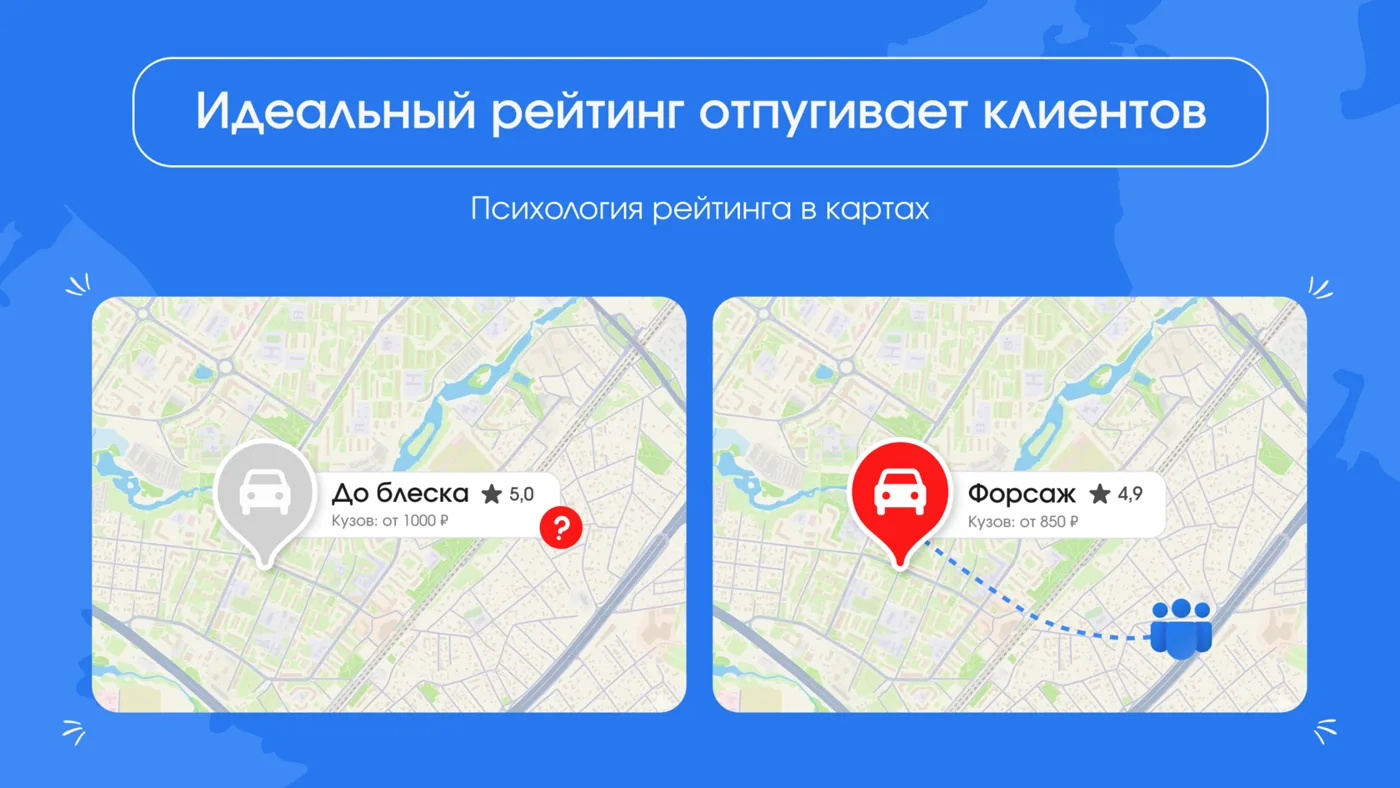 Идеальный рейтинг отпугивает клиентов
Психология рейтинга в картах
До блеска ★ 5,0
Кузов: от 1000 ₽
?
Форсаж ★ 4,9
Кузов: от 850 ₽